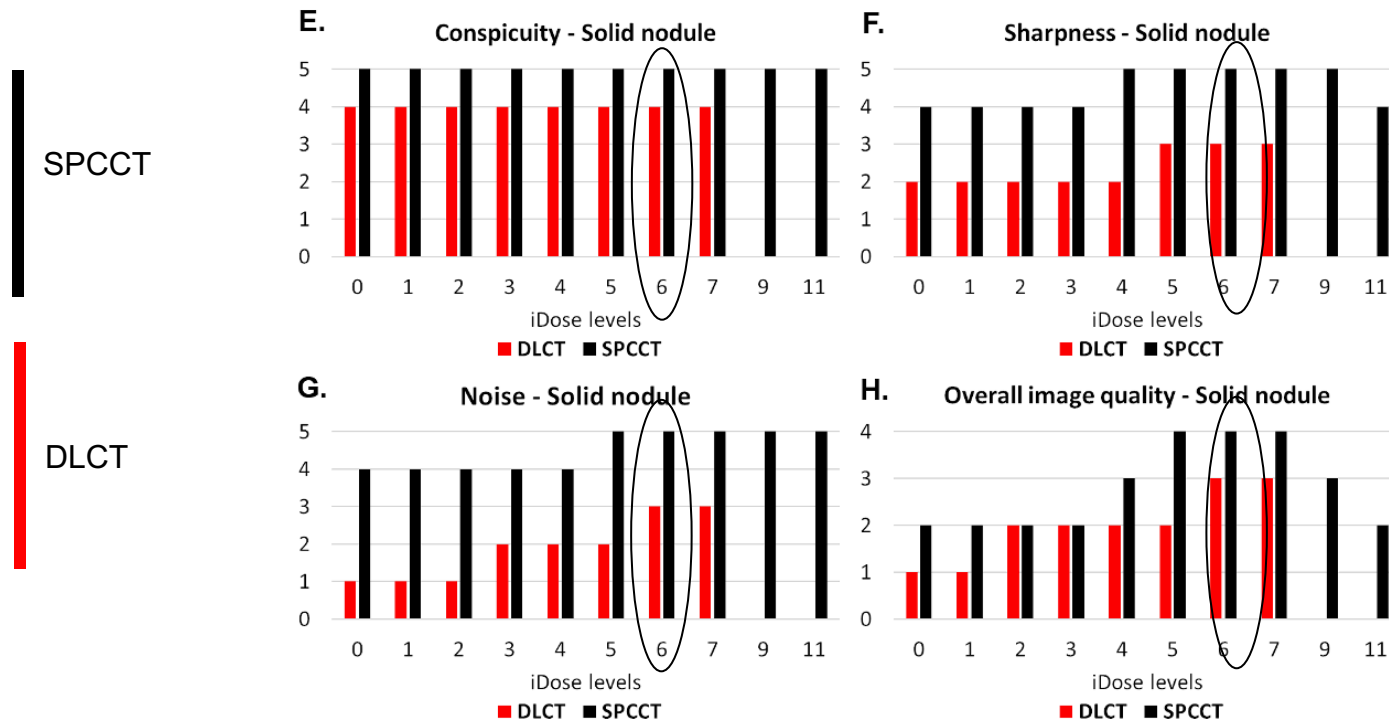 SPCCT
DLCT
E.
Conspicuity - Solid nodule
5
4
3
2
1
0
0 1 2 3 4 5 6 7 9 11
iDose levels
DLCT SPCCT
F.
Sharpness - Solid nodule
5
4
3
2
1
0
0 1 2 3 4 5 6 7 9 11
iDose levels
DLCT SPCCT
G.
Noise - Solid nodule
5
4
3
2
1
0
0 1 2 3 4 5 6 7 9 11
iDose levels
DLCT SPCCT
H.
Overall image quality - Solid nodule
4
3
2
1
0
0 1 2 3 4 5 6 7 9 11
iDose levels
DLCT SPCCT